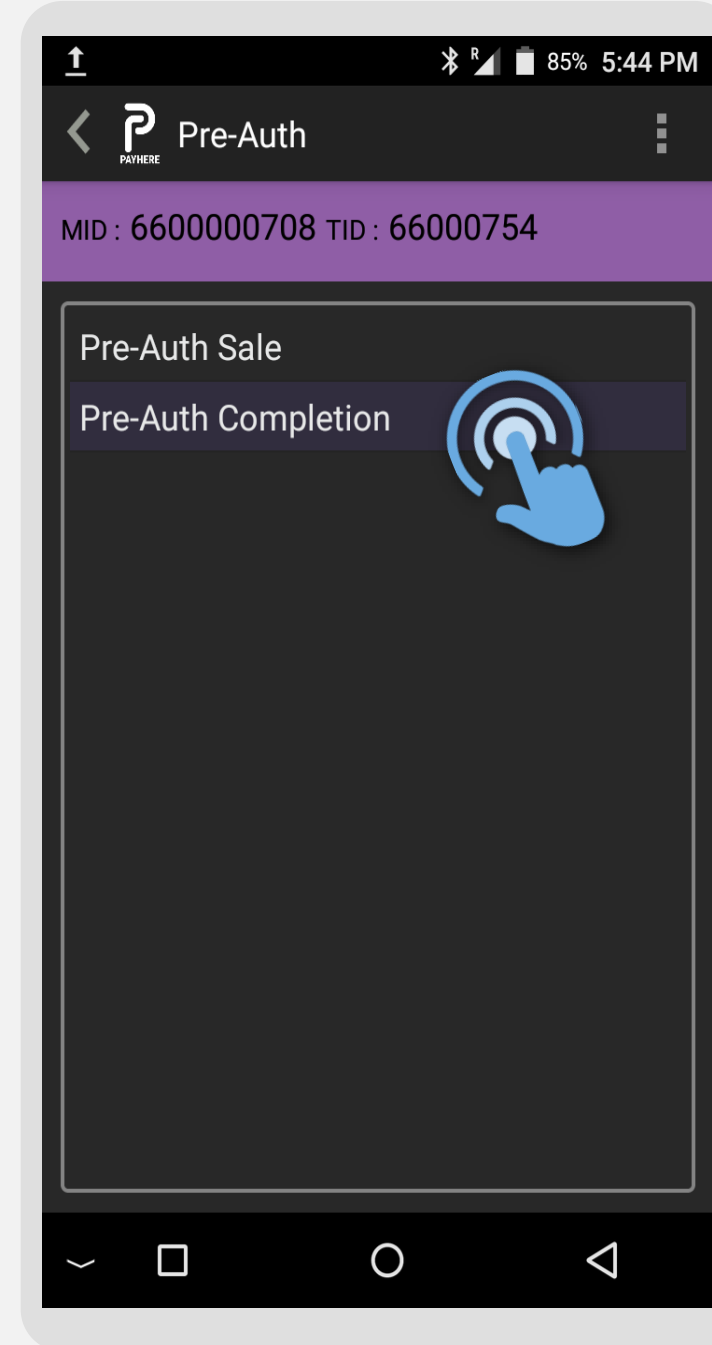 R 85% 5:44 PM
PAYHERE Pre-Auth
MID : 6600000708 TID : 66000754
Pre-Auth Sale
Pre-Auth Completion